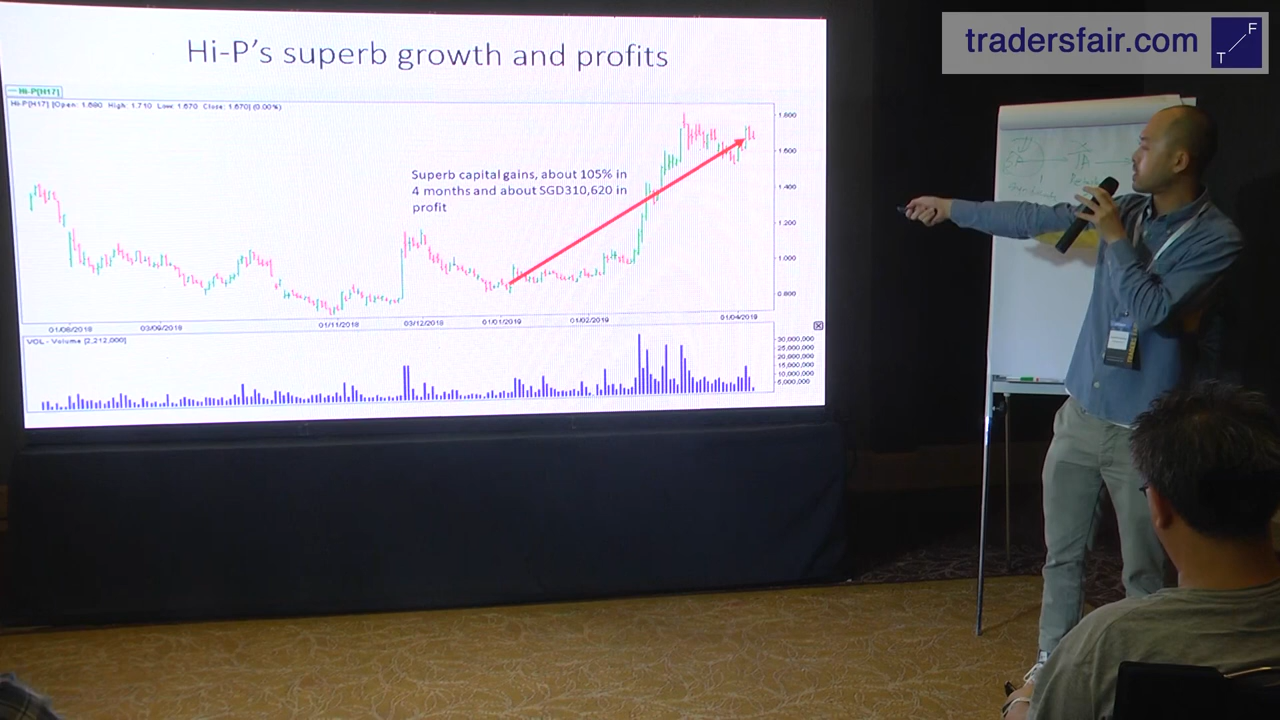 tradersfair.com
F
T
Hi-P's superb growth and profits
Hi-P[H17]
Hi-P[H17] [Open: 1.690 High: 1.710 Low: 1.670 Close: 1.670] (0.00%)
Superb capital gains, about 105% in
4 months and about SGD310,620 in
profit
1.800
1.600
1.400
1.200
1.000
0.800
01/08/2018
03/09/2018
01/11/2018
03/12/2018
01/01/2019
01/02/2019
01/04/2019
VOL - Volume [2,212,000]
30,000,000
25,000,000
20,000,000
15,000,000
10,000,000
5,000,000